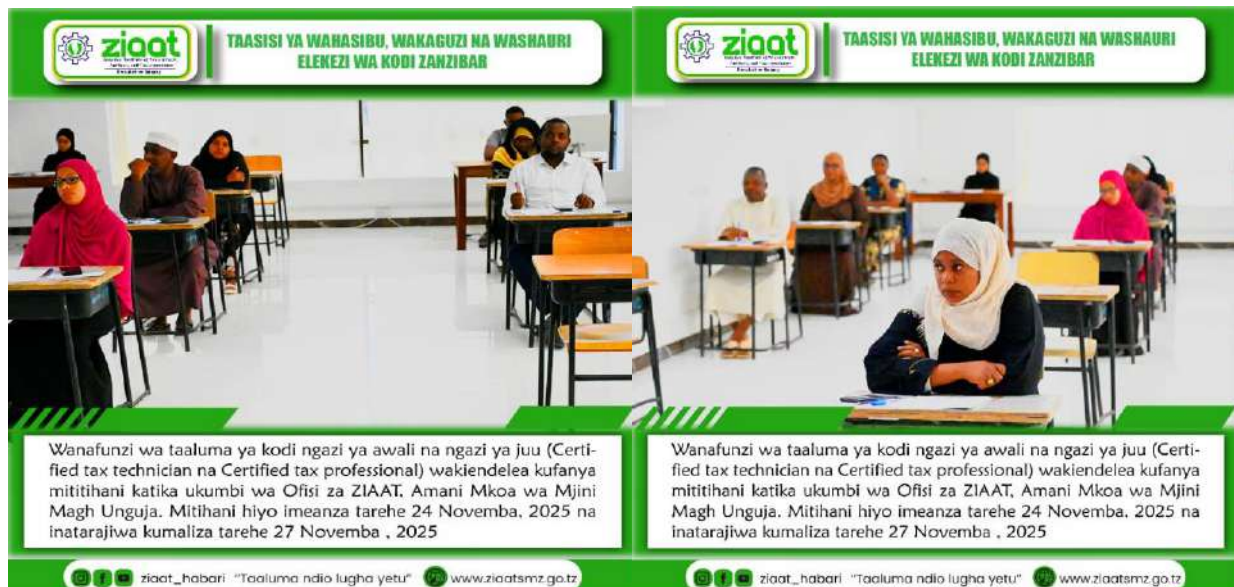 ziaat
TAASISI YA WAHASIBU, WAKAGUZI NA WASHAURI
ELEKEZI WA KODI ZANZIBAR
Wanafunzi wa taaluma ya kodi ngazi ya awali na ngazi ya juu (Certi-
fied tax technician na Certified tax professional) wakiendelea kufanya
mititihani katika ukumbi wa Ofisi za ZIAAT, Amani Mkoa wa Mjini
Magh Unguja. Mitihani hiyo imeanza tarehe 24 Novemba, 2025 na
inatarajiwa kumaliza tarehe 27 Novemba , 2025
ziaat_habari "Taaluma ndio lugha yetu" www.ziaatsmz.go.tz
ziaat
TAASISI YA WAHASIBU, WAKAGUZI NA WASHAURI
ELEKEZI WA KODI ZANZIBAR
Wanafunzi wa taaluma ya kodi ngazi ya awali na ngazi ya juu (Certi-
fied tax technician na Certified tax professional) wakiendelea kufanya
mititihani katika ukumbi wa Ofisi za ZIAAT, Amani Mkoa wa Mjini
Magh Unguja. Mitihani hiyo imeanza tarehe 24 Novemba, 2025 na
inatarajiwa kumaliza tarehe 27 Novemba , 2025
ziaat_habari "Taaluma ndio lugha yetu" www.ziaatsmz.go.tz